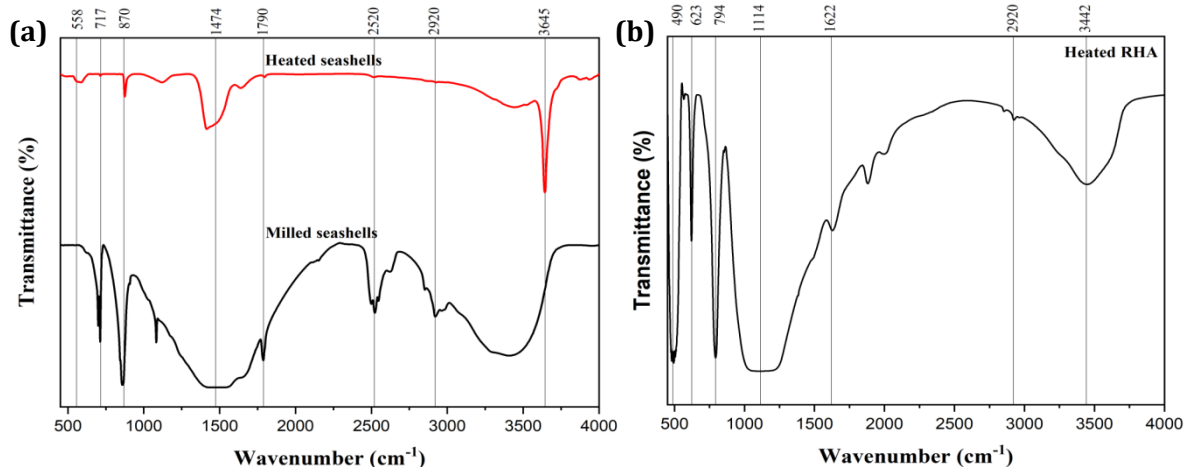 (a)
558 717 870 1474 1790 2520 2920 3645
Heated seashells
Milled seashells
Transmittance (%)
500 1000 1500 2000 2500 3000 3500 4000
Wavenumber (cm⁻¹)
(b)
490 623 794 1114 1622 2920 3442
Heated RHA
Transmittance (%)
500 1000 1500 2000 2500 3000 3500 4000
Wavenumber (cm⁻¹)